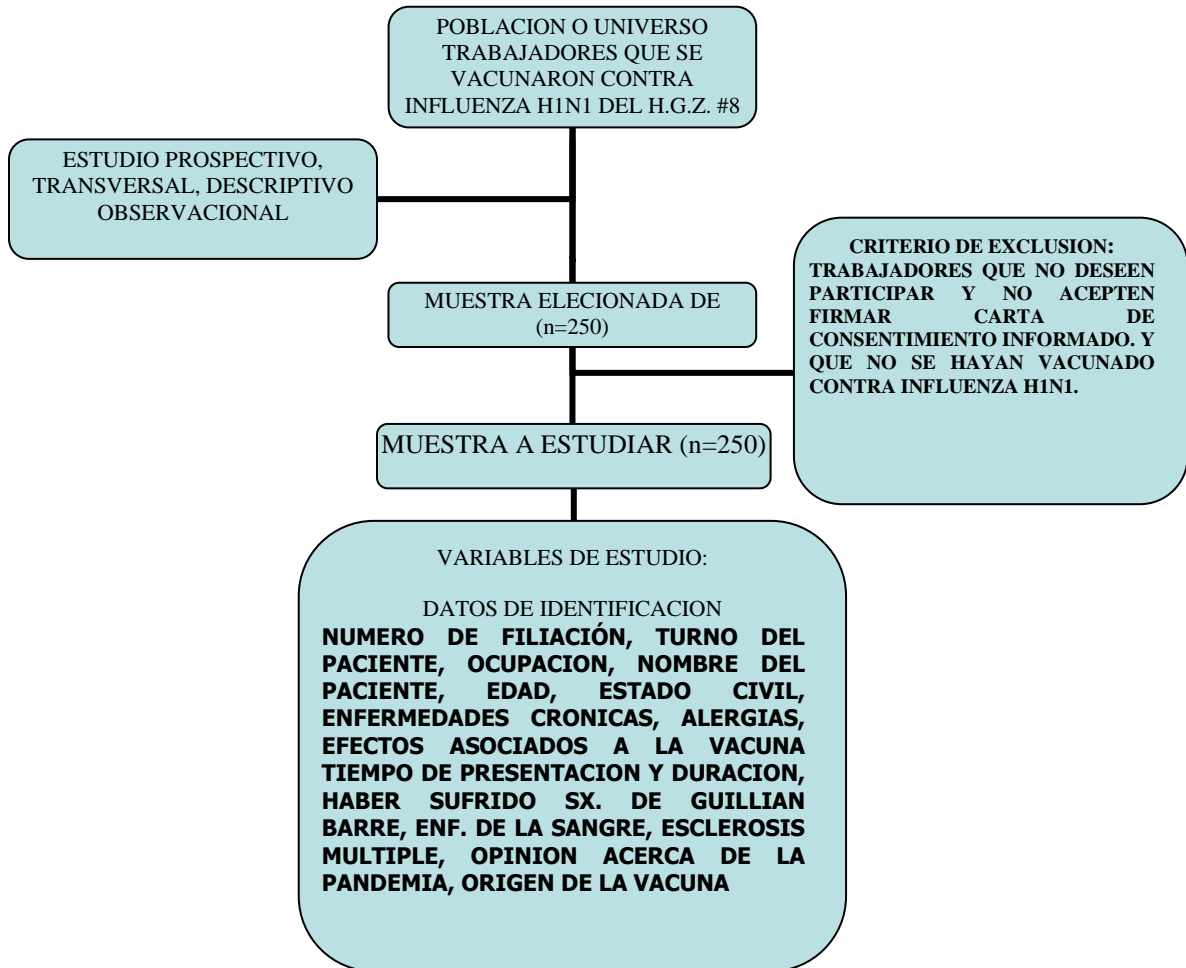 POBLACION O UNIVERSO
TRABAJADORES QUE SE
VACUNARON CONTRA
INFLUENZA H1N1 DEL H.G.Z. #8
ESTUDIO PROSPECTIVO,
TRANSVERSAL, DESCRIPTIVO
OBSERVACIONAL
MUESTRA ELECIONADA DE
(n=250)
CRITERIO DE EXCLUSION:
TRABAJADORES QUE NO DESEEN
PARTICIPAR Y NO ACEPTEN
FIRMAR CARTA DE
CONSENTIMIENTO INFORMADO. Y
QUE NO SE HAYAN VACUNADO
CONTRA INFLUENZA H1N1.
MUESTRA A ESTUDIAR (n=250)
VARIABLES DE ESTUDIO:
DATOS DE IDENTIFICACION
NUMERO DE FILIACIÓN, TURNO DEL
PACIENTE, OCUPACION, NOMBRE DEL
PACIENTE, EDAD, ESTADO CIVIL,
ENFERMEDADES CRONICAS, ALERGIAS,
EFECTOS ASOCIADOS A LA VACUNA
TIEMPO DE PRESENTACION Y DURACION,
HABER SUFRIDO SX. DE GUILLIAN
BARRE, ENF. DE LA SANGRE, ESCLEROSIS
MULTIPLE, OPINION ACERCA DE LA
PANDEMIA, ORIGEN DE LA VACUNA